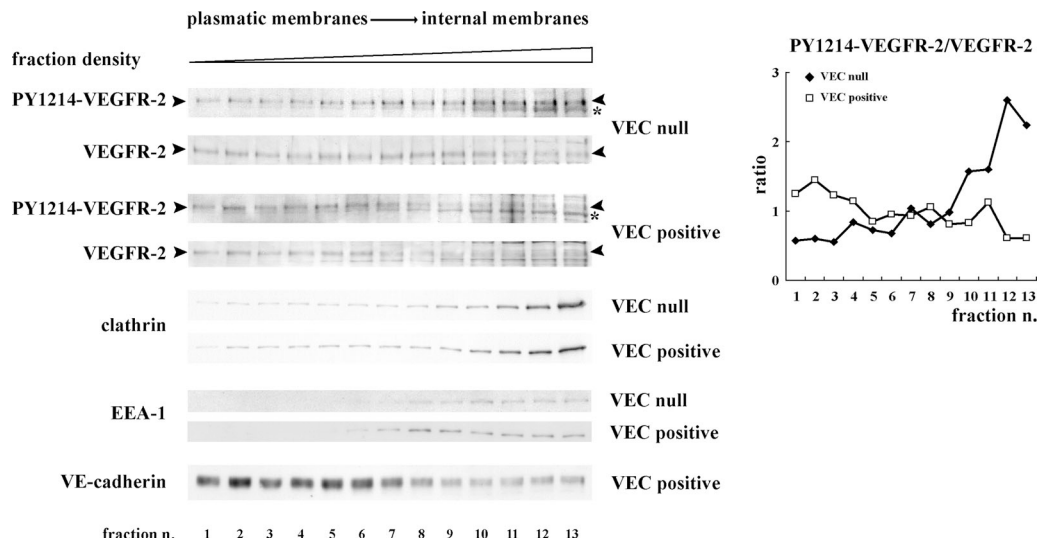 plasmatic membranes → internal membranes
fraction density
PY1214-VEGFR-2
*
VEC null
VEGFR-2
PY1214-VEGFR-2
*
VEC positive
VEGFR-2
clathrin
VEC null
VEC positive
EEA-1
VEC null
VEC positive
VE-cadherin
VEC positive
fraction n. 1 2 3 4 5 6 7 8 9 10 11 12 13
PY1214-VEGFR-2/VEGFR-2
VEC null
VEC positive
ratio
3
2
1
0
1 2 3 4 5 6 7 8 9 10 11 12 13
fraction n.